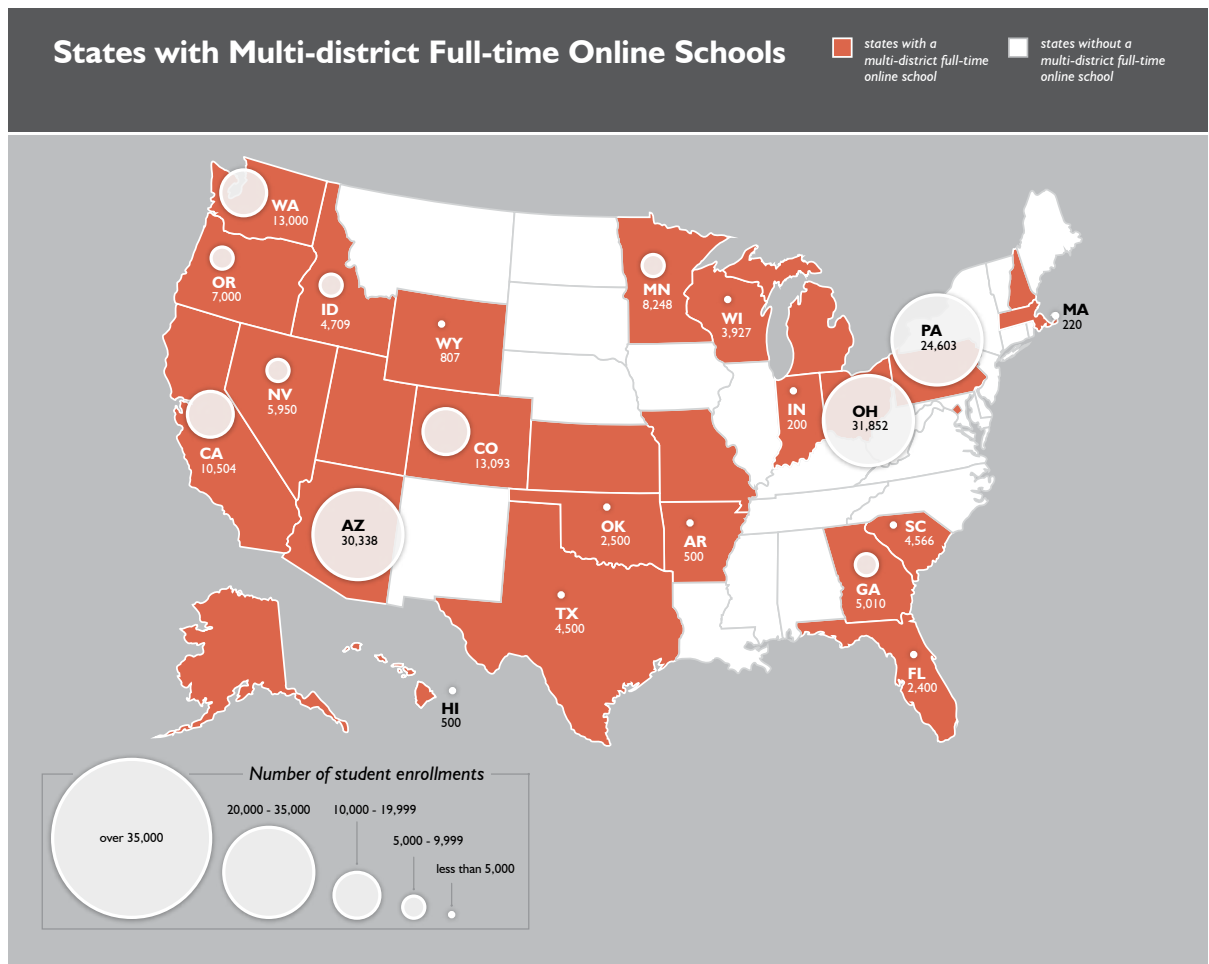 States with Multi-district Full-time Online Schools
states with a
multi-district full-time
online school
states without a
multi-district full-time
online school
WA
13,000
OR
7,000
ID
4,709
MN
8,248
WI
3,927
WY
807
MA
220
PA
24,603
NV
5,950
IN
200
OH
31,852
CA
10,504
CO
13,093
AZ
30,338
OK
2,500
AR
500
SC
4,566
GA
5,010
TX
4,500
FL
2,400
HI
500
Number of student enrollments
over 35,000
20,000 - 35,000
10,000 - 19,999
5,000 - 9,999
less than 5,000